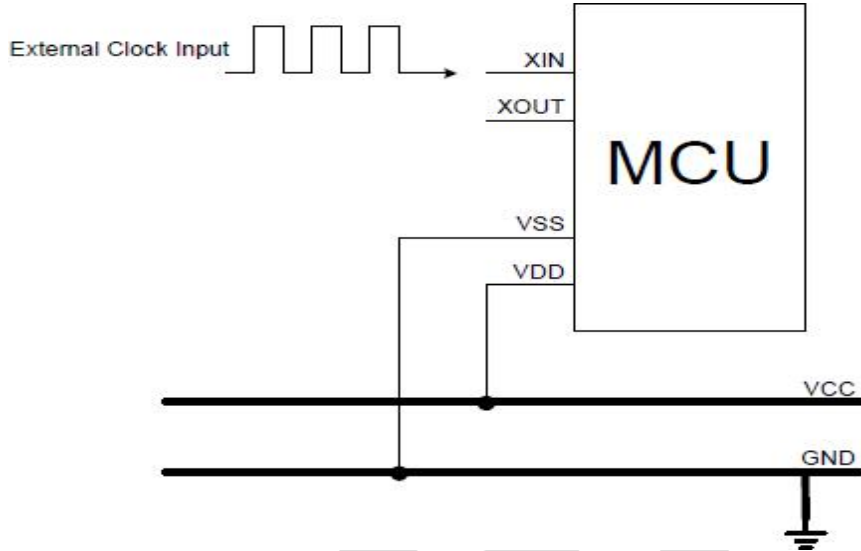 External Clock Input
XIN
XOUT
MCU
VSS
VDD
VCC
GND